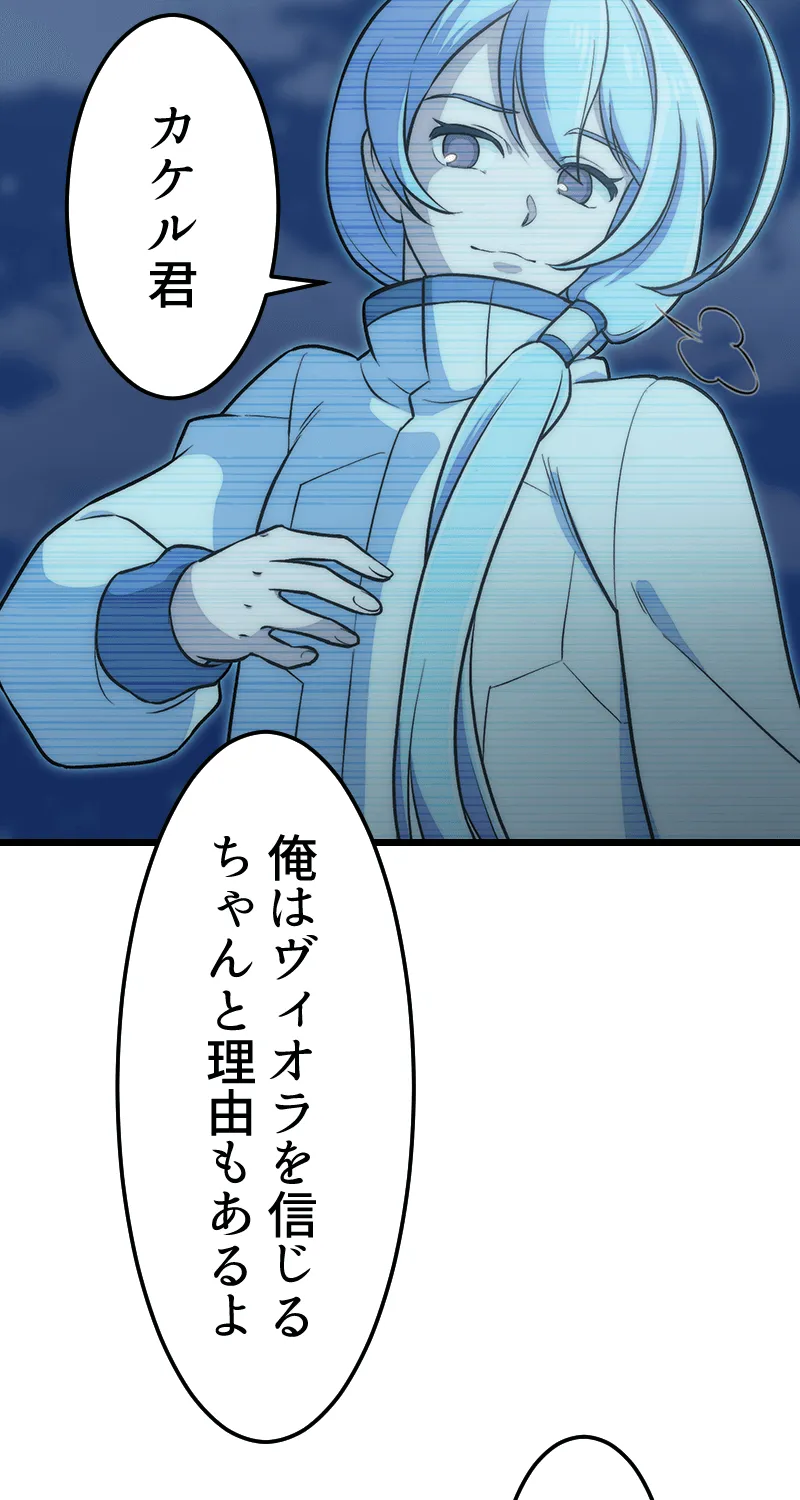 カケル君
俺はヴィオラを信じる
ちゃんと理由もあるよ